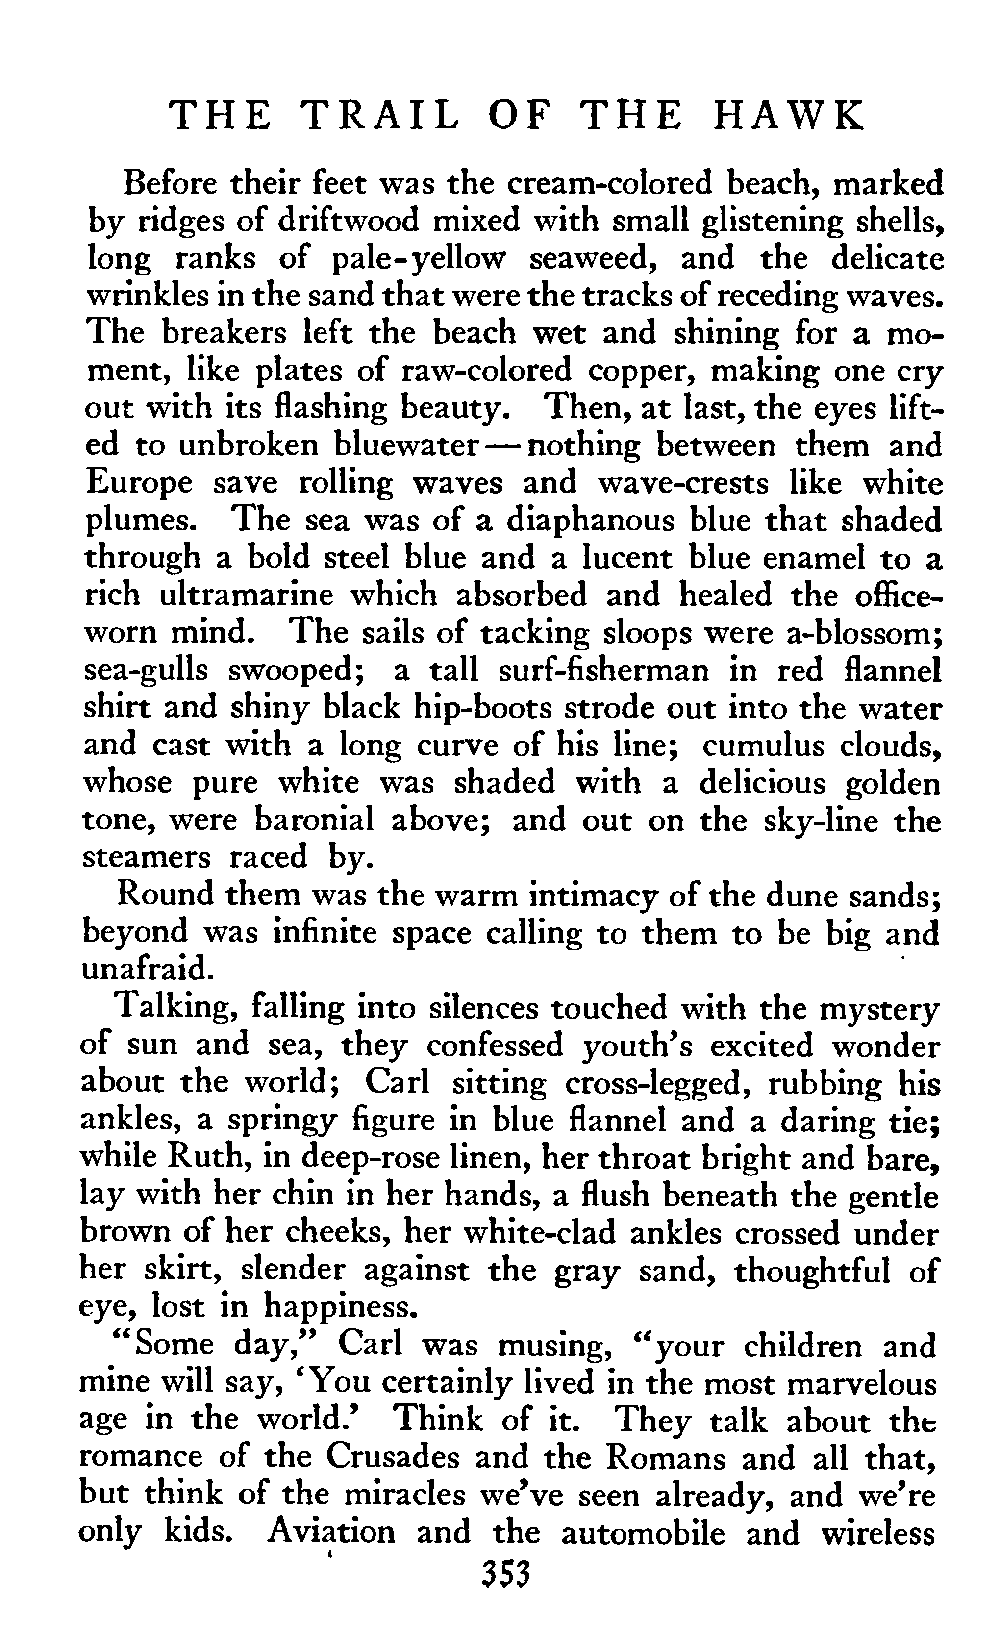 THE TRAIL OF THE HAWK
Before their feet was the cream-colored beach, marked
by ridges of driftwood mixed with small glistening shells,
long ranks of pale-yellow seaweed, and the delicate
wrinkles in the sand that were the tracks of receding waves.
The breakers left the beach wet and shining for a mo-
ment, like plates of raw-colored copper, making one cry
out with its flashing beauty. Then, at last, the eyes lift-
ed to unbroken bluewater—nothing between them and
Europe save rolling waves and wave-crests like white
plumes. The sea was of a diaphanous blue that shaded
through a bold steel blue and a lucent blue enamel to a
rich ultramarine which absorbed and healed the office-
worn mind. The sails of tacking sloops were a-blossom;
sea-gulls swooped; a tall surf-fisherman in red flannel
shirt and shiny black hip-boots strode out into the water
and cast with a long curve of his line; cumulus clouds,
whose pure white was shaded with a delicious golden
tone, were baronial above; and out on the sky-line the
steamers raced by.
Round them was the warm intimacy of the dune sands;
beyond was infinite space calling to them to be big and
unafraid.
Talking, falling into silences touched with the mystery
of sun and sea, they confessed youth's excited wonder
about the world; Carl sitting cross-legged, rubbing his
ankles, a springy figure in blue flannel and a daring tie;
while Ruth, in deep-rose linen, her throat bright and bare,
lay with her chin in her hands, a flush beneath the gentle
brown of her cheeks, her white-clad ankles crossed under
her skirt, slender against the gray sand, thoughtful of
eye, lost in happiness.
"Some day," Carl was musing, "your children and
mine will say, 'You certainly lived in the most marvelous
age in the world.' Think of it. They talk about the
romance of the Crusades and the Romans and all that,
but think of the miracles we've seen already, and we're
only kids. Aviation and the automobile and wireless
353